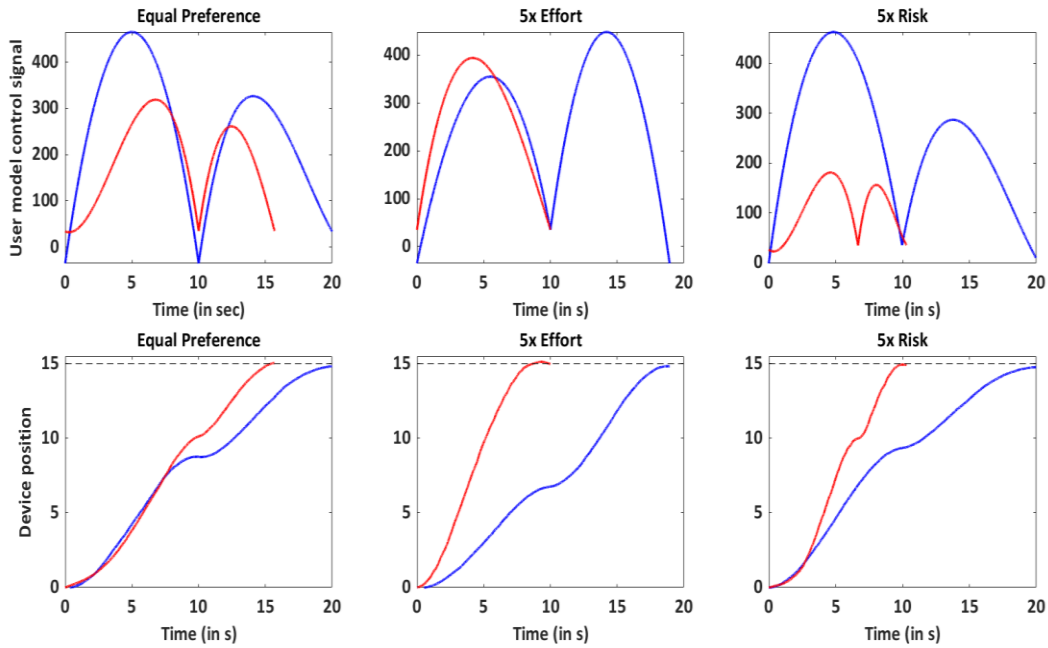 Equal Preference
5x Effort
5x Risk
User model control signal
400
300
200
100
0
0 5 10 15 20
Time (in sec)
400
300
200
100
0
0 5 10 15 20
Time (in s)
400
300
200
100
0
0 5 10 15 20
Time (in s)
Equal Preference
5x Effort
5x Risk
Device position
15
10
5
0
0 5 10 15 20
Time (in s)
15
10
5
0
0 5 10 15 20
Time (in s)
15
10
5
0
0 5 10 15 20
Time (in s)